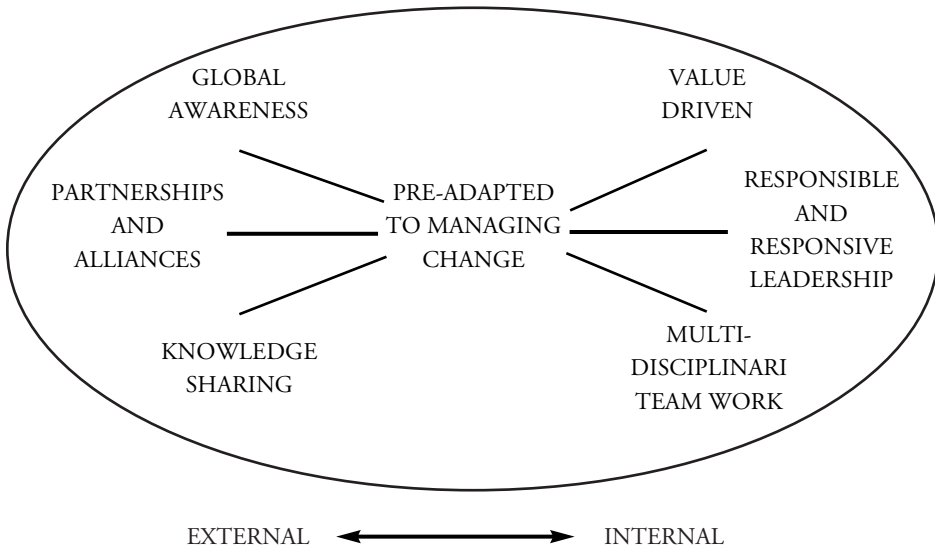 GLOBAL
AWARENESS
VALUE
DRIVEN
PARTNERSHIPS
AND
ALLIANCES
PRE-ADAPTED
TO MANAGING
CHANGE
RESPONSIBLE
AND
RESPONSIVE
LEADERSHIP
KNOWLEDGE
SHARING
MULTI-
DISCIPLINARI
TEAM WORK
EXTERNAL
INTERNAL